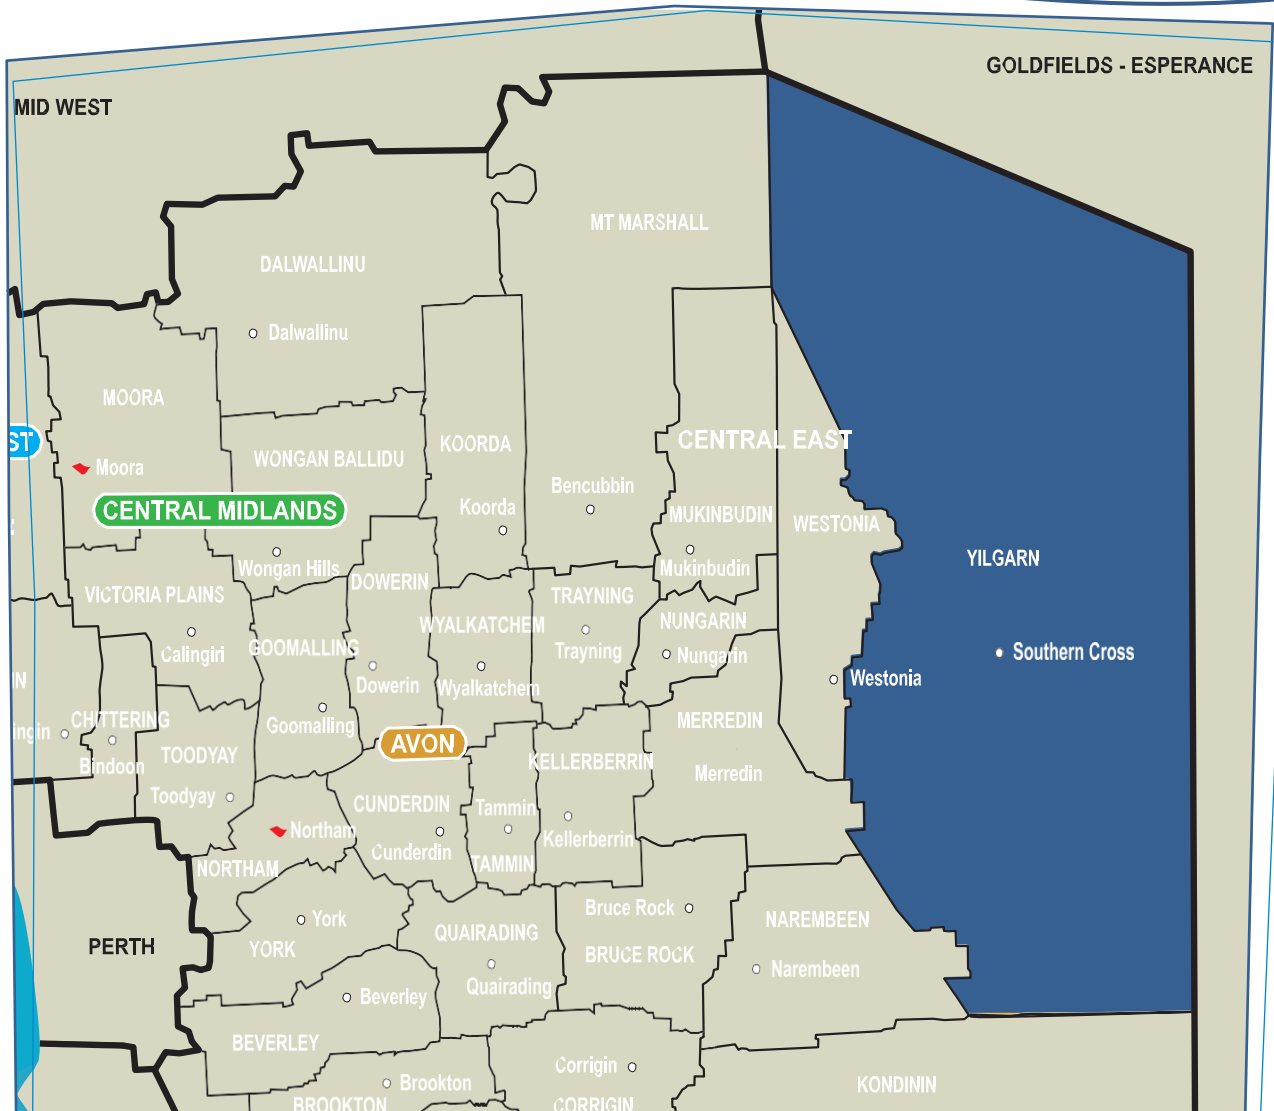 GOLDFIELDS - ESPERANCE
MID WEST
MT MARSHALL
DALWALLINU
Dalwallinu
MOORA
CENTRAL EAST
ST
KOORDA
WONGAN BALLIDU
Moora
Bencubbin
Koorda
CENTRAL MIDLANDS
MUKINBUDIN
WESTONIA
YILGARN
Wongan Hills
Mukinbudin
DOWERIN
VICTORIA PLAINS
TRAYNING
NUNGARIN
WYALKATCHEM
GOOMALLING
Trayning
Southern Cross
Calingiri
Nungarin
IN
Westonia
Dowerin
Wyalkatchem
CHITTERING
MERREDIN
Goomalling
ingin
AVON
TOODYAY
KELLERBERRIN
Bindoon
Merredin
Toodyay
CUNDERDIN
Tammin
Northam
Kellerberrin
Cunderdin
TAMMIN
NORTHAM
Bruce Rock
York
NAREMBEEN
QUAIRADING
PERTH
YORK
BRUCE ROCK
Narembeen
Quairading
Beverley
BEVERLEY
Corrigin
Brookton
KONDININ
BROOKTON
CORRIGIN